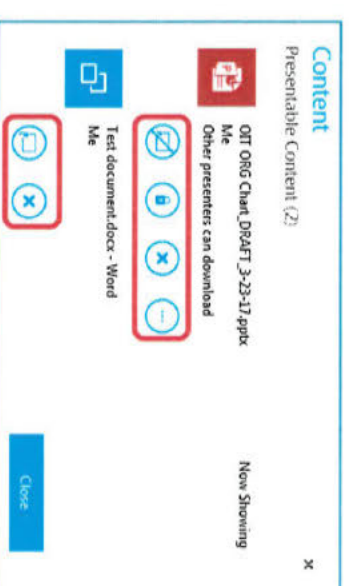 Content
Presentable Content (2)
OIT ORG Chart_DRAFT_3-23-17.pptx
Now Showing
Me
Other presenters can download
Test document.docx - Word
Me
Close